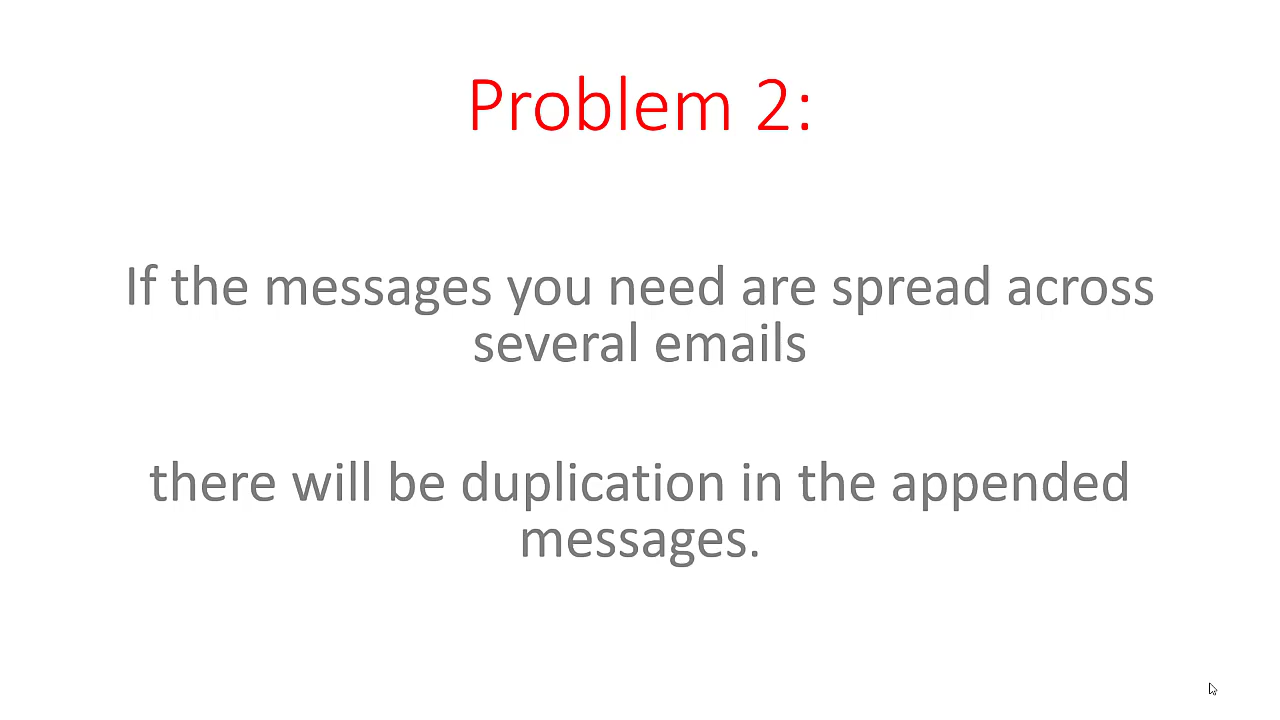 Problem 2:
If the messages you need are spread across
several emails
there will be duplication in the appended
messages.